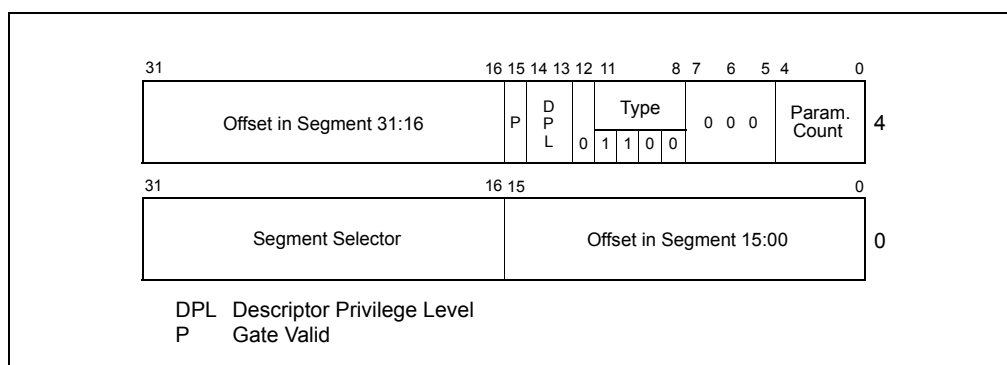 31 16 15 14 13 12 11 8 7 6 5 4 0
Offset in Segment 31:16 P DPL 0 Type 1 1 0 0 0 0 0 Param. Count 4
31 16 15 0
Segment Selector Offset in Segment 15:00 0
DPL Descriptor Privilege Level
P Gate Valid